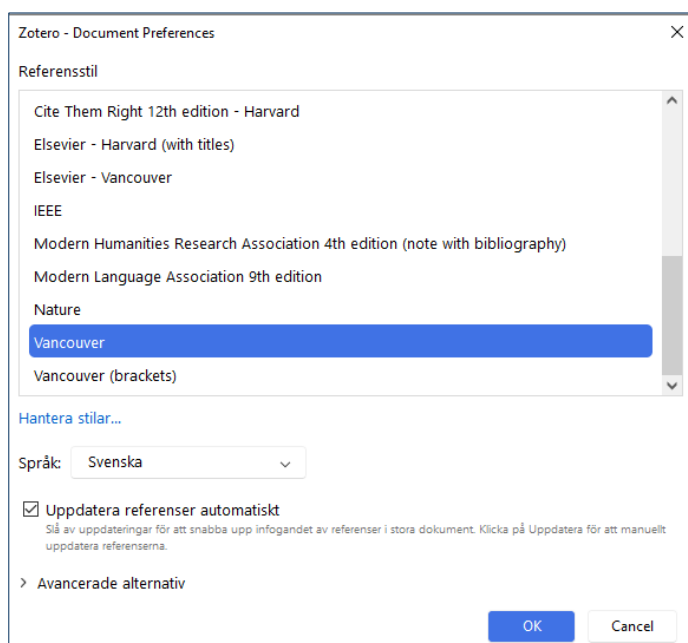 Zotero - Document Preferences
Referensstil
Cite Them Right 12th edition - Harvard
Elsevier - Harvard (with titles)
Elsevier - Vancouver
IEEE
Modern Humanities Research Association 4th edition (note with bibliography)
Modern Language Association 9th edition
Nature
Vancouver
Vancouver (brackets)
Hantera stilar...
Språk: Svenska
Uppdatera referenser automatiskt
Slå av uppdateringar för att snabba upp infogandet av referenser i stora dokument. Klicka på Uppdatera för att manuellt
uppdatera referenserna.
Avancerade alternativ
OK Cancel